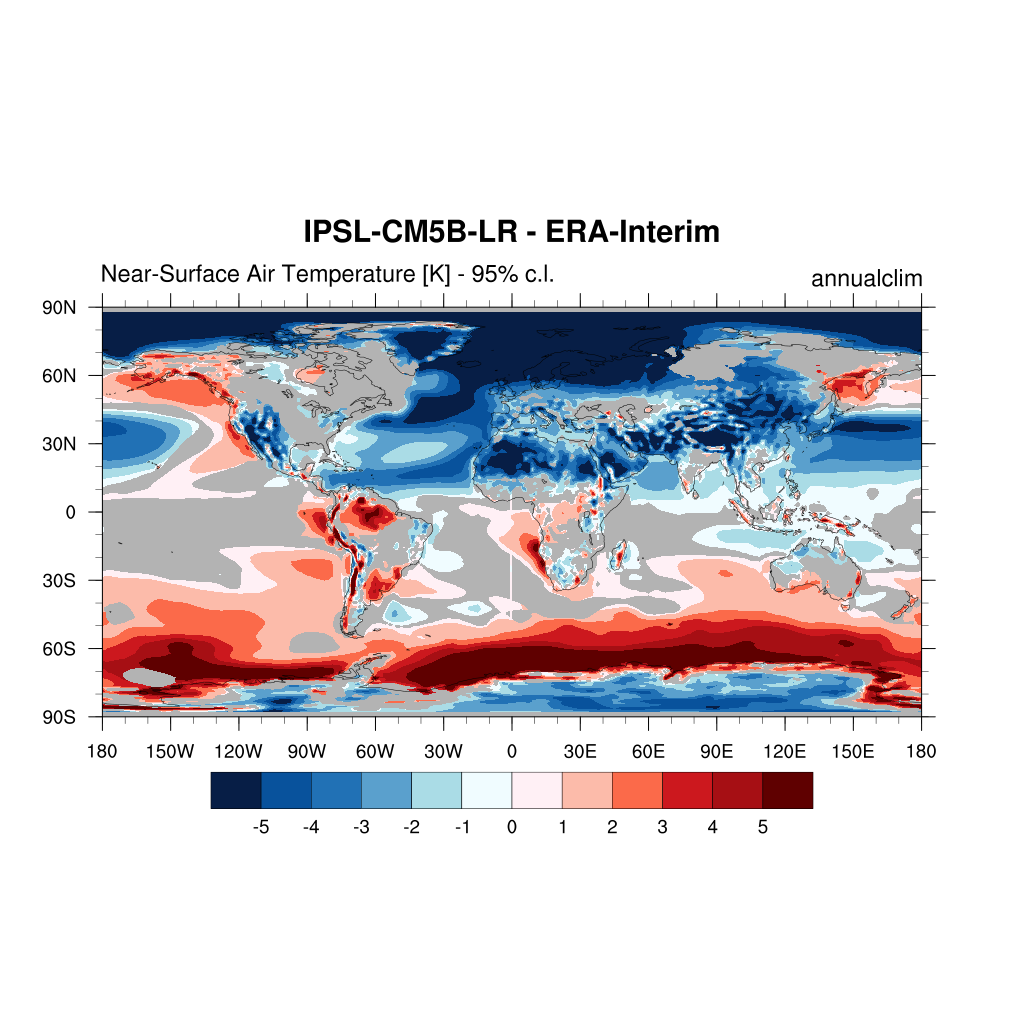 IPSL-CM5B-LR - ERA-Interim
Near-Surface Air Temperature [K] - 95% c.l.
annualclim
90N
60N
30N
0
30S
60S
90S
180 150W 120W 90W 60W 30W 0 30E 60E 90E 120E 150E 180
-5 -4 -3 -2 -1 0 1 2 3 4 5